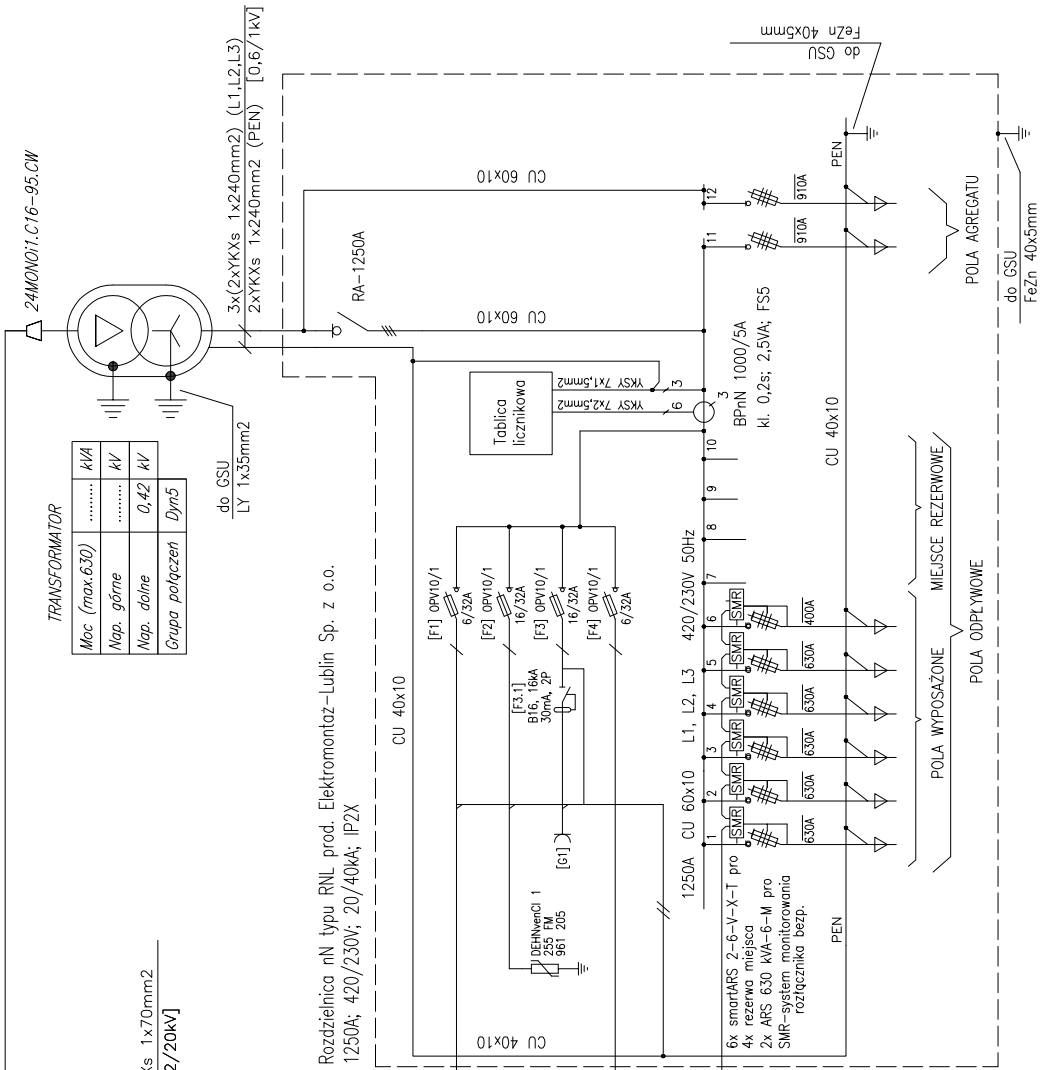 24MONOi1.C16-95.CW
TRANSFORMATOR
Moc (max.630) ........ kVA
Nap. górne ........ kV
Nap. dolne 0,42 kV
Grupa połączeń Dyn5
do GSU
LY 1x35mm2
3x(2xYKXs 1x240mm2) (L1,L2,L3)
2xYKXs 1x240mm2 (PEN) [0,6/1kV]
do GSU
FeZn 40x5mm
Ks 1x70mm2
2/20kV]
Rozdzielnica nN typu RNL prod. Elektromontaż-Lublin Sp. z o.o.
1250A; 420/230V; 20/40kA; IP2X
CU 40x10
RA-1250A
CU 60x10
CU 60x10
Tablica
licznikowa
YKSY 7x2,5mm2
YKSY 7x1,5mm2
6
3
3
BPnN 1000/5A
kl. 0,2s; 2,5VA; FS5
[F1] OPV10/1
6/32A
[F2] OPV10/1
16/32A
[F3] OPV10/1
16/32A
[F4] OPV10/1
6/32A
[F3.1]
B16, 16kA
30mA, 2P
[G1]
DEHNvenCI 1
255 FM
961 205
CU 40x10
1250A CU 60x10 L1, L2, L3 420/230V 50Hz
1 2 3 4 5 6 7 8 9 10 11 12
SMR SMR SMR SMR SMR SMR
630A 630A 630A 630A 630A 400A
910A 910A
6x smartARS 2-6-V-X-T pro
4x rezerwa miejsca
2x ARS 630 kVA-6-M pro
SMR-system monitorowania
rozłącznika bezp.
PEN
CU 40x10
PEN
POLA WYPOSAŻONE
MIEJSCE REZERWOWE
POLA ODPŁYWOWE
POLA AGREGATU
do GSU
FeZn 40x5mm